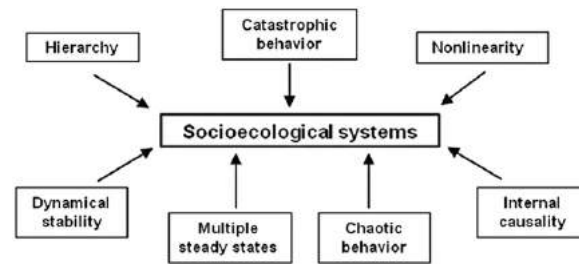 Hierarchy
Catastrophic
behavior
Nonlinearity
Socioecological systems
Dynamical
stability
Multiple
steady states
Chaotic
behavior
Internal
causality